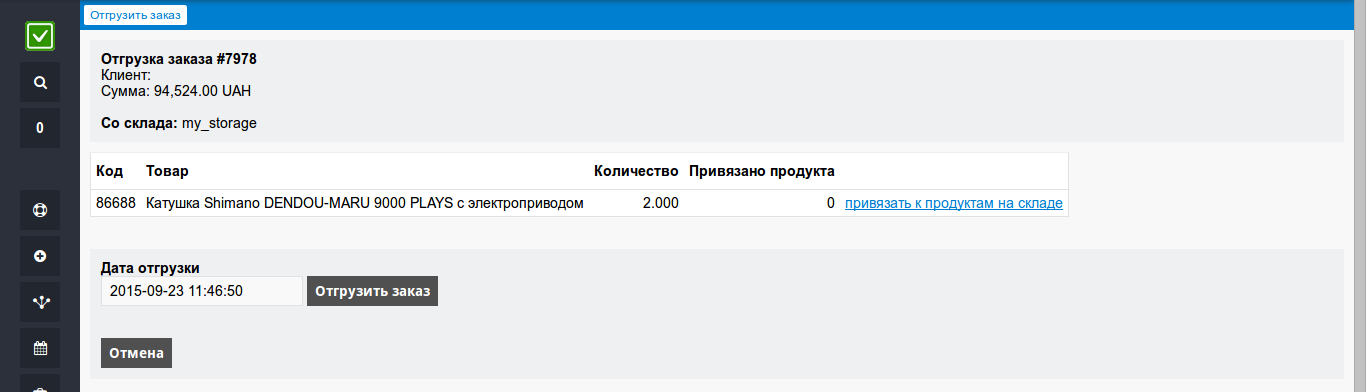 Отгрузить заказ
Отгрузка заказа #7978
Клиент:
Сумма: 94,524.00 UAH
Со склада: my_storage
0
Код Товар Количество Привязано продукта
86688 Катушка Shimano DENDOU-MARU 9000 PLAYS с электроприводом 2.000 0 привязать к продуктам на складе
Дата отгрузки
2015-09-23 11:46:50 Отгрузить заказ
Отмена